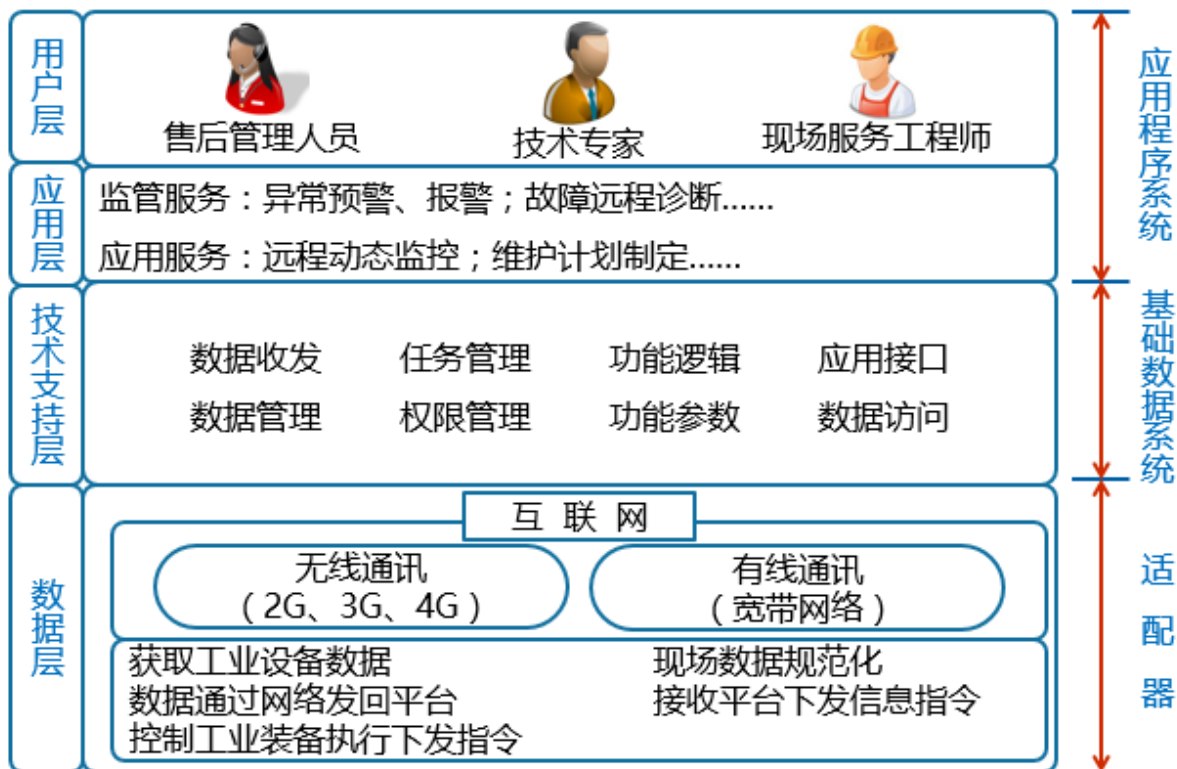 用户层
售后管理人员
技术专家
现场服务工程师
应用层
监管服务：异常预警、报警；故障远程诊断......
应用服务：远程动态监控；维护计划制定......
应用程序系统
技术支持层
数据收发 任务管理 功能逻辑 应用接口
数据管理 权限管理 功能参数 数据访问
基础数据系统
数据层
互 联 网
无线通讯
（2G、3G、4G）
有线通讯
（宽带网络）
获取工业设备数据 现场数据规范化
数据通过网络发回平台 接收平台下发信息指令
控制工业装备执行下发指令
适配器